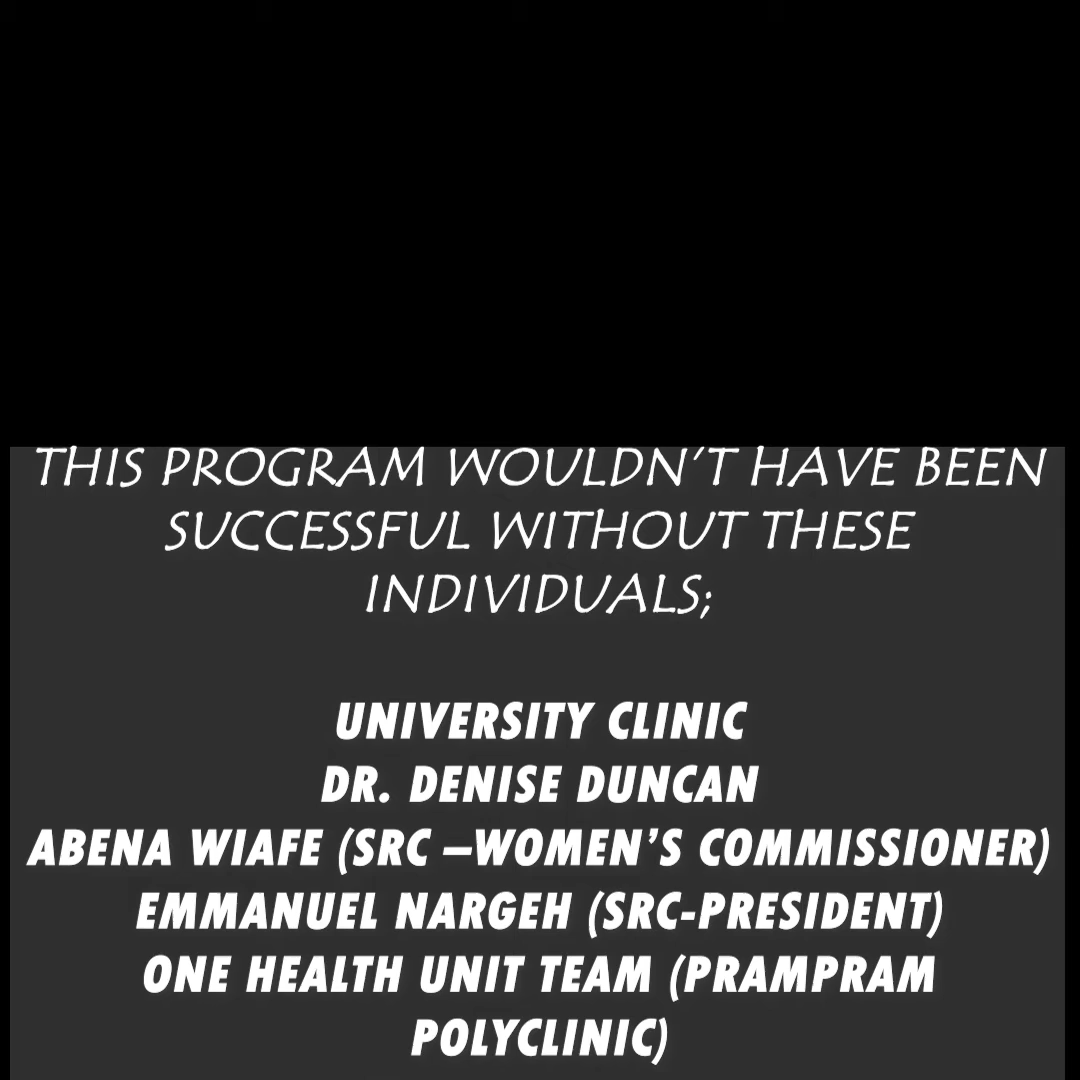 THIS PROGRAM WOULDN'T HAVE BEEN
SUCCESSFUL WITHOUT THESE
INDIVIDUALS;
UNIVERSITY CLINIC
DR. DENISE DUNCAN
ABENA WIAFE (SRC –WOMEN'S COMMISSIONER)
EMMANUEL NARGEH (SRC-PRESIDENT)
ONE HEALTH UNIT TEAM (PRAMPRAM
POLYCLINIC)